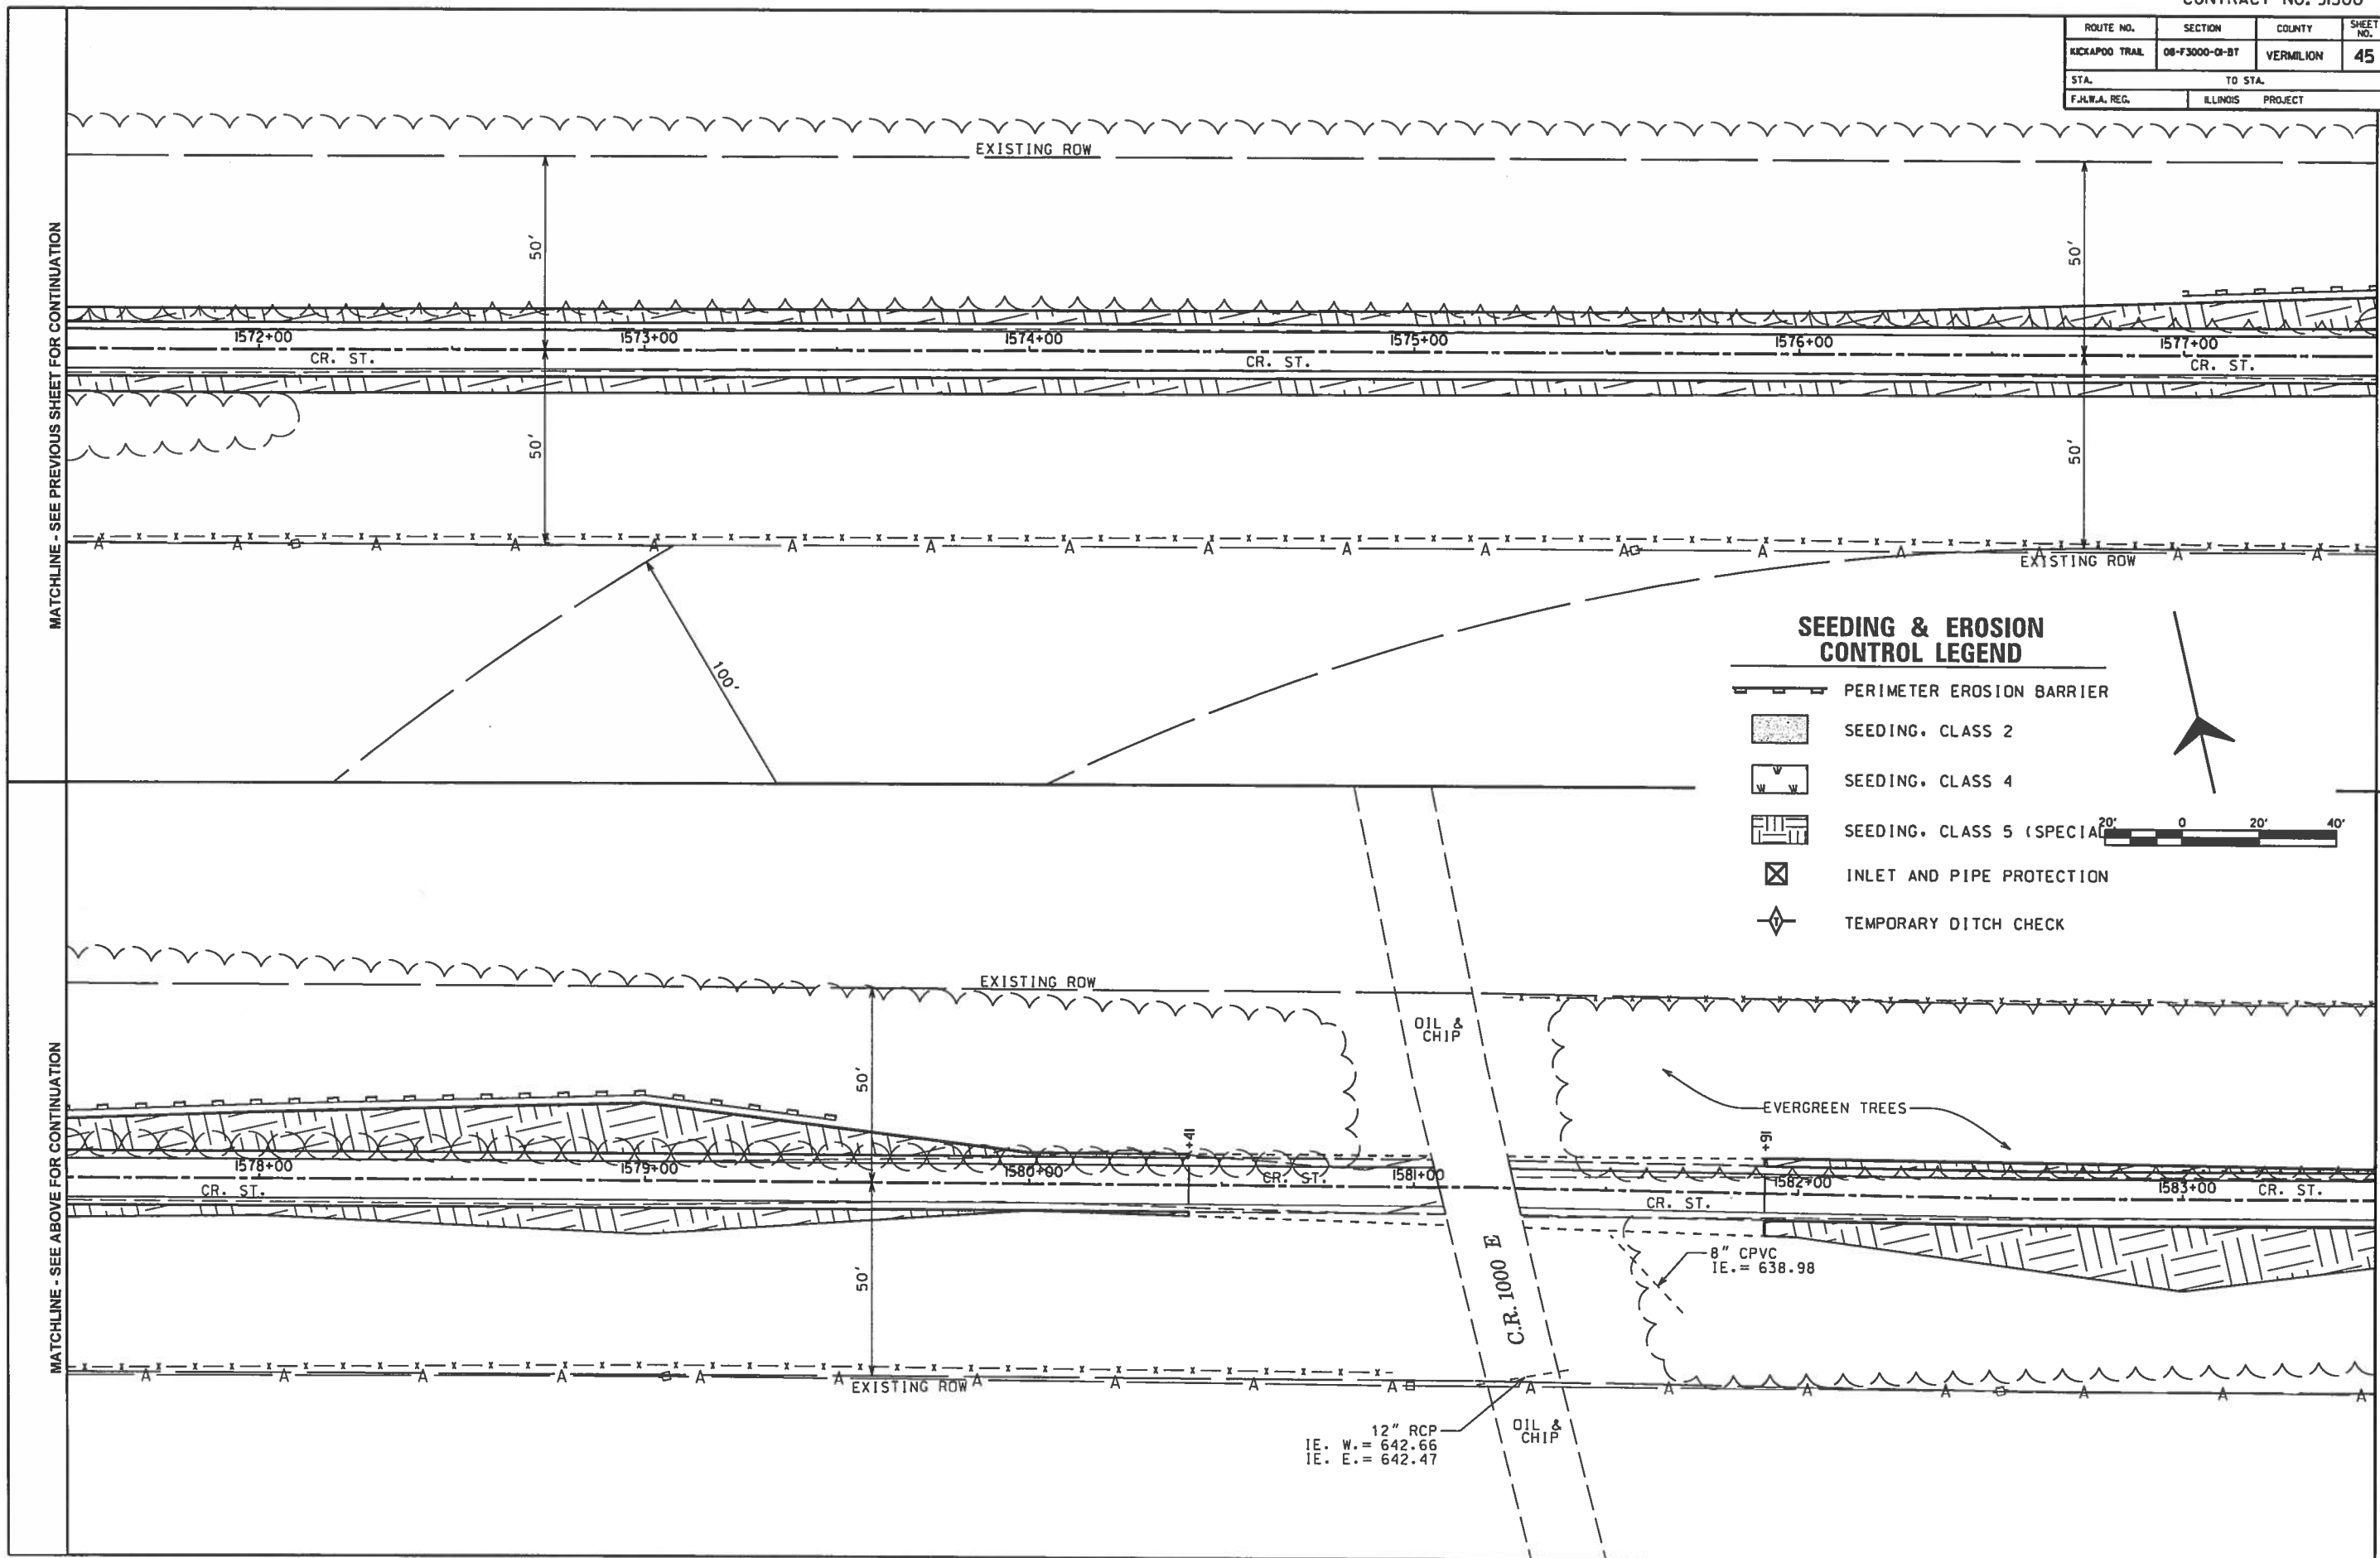 ROUTE NO. SECTION COUNTY SHEET NO.
KICKAPOO TRAIL 08-F3000-01-BT VERMILION 45
STA. TO STA.
F.H.W.A. REG. ILLINOIS PROJECT
MATCHLINE - SEE PREVIOUS SHEET FOR CONTINUATION
EXISTING ROW
50'
50'
1572+00 1573+00 1574+00 1575+00 1576+00 1577+00
CR. ST. CR. ST. CR. ST.
50'
50'
A A A A A A A A A A A A A A A A A
EXISTING ROW
100'
SEEDING & EROSION
CONTROL LEGEND
PERIMETER EROSION BARRIER
SEEDING, CLASS 2
SEEDING, CLASS 4
SEEDING, CLASS 5 (SPECIAL
INLET AND PIPE PROTECTION
TEMPORARY DITCH CHECK
20' 0 20' 40'
MATCHLINE - SEE ABOVE FOR CONTINUATION
EXISTING ROW
OIL &
CHIP
50'
EVERGREEN TREES
+41
+91
1578+00 1579+00 1580+00 1581+00 1582+00 1583+00
CR. ST. CR. ST. CR. ST. CR. ST.
50'
8" CPVC
IE.= 638.98
C.R. 1000 E
A A A A A A A A A A A A A A A A A
EXISTING ROW
12" RCP
IE. W.= 642.66
IE. E.= 642.47
OIL &
CHIP